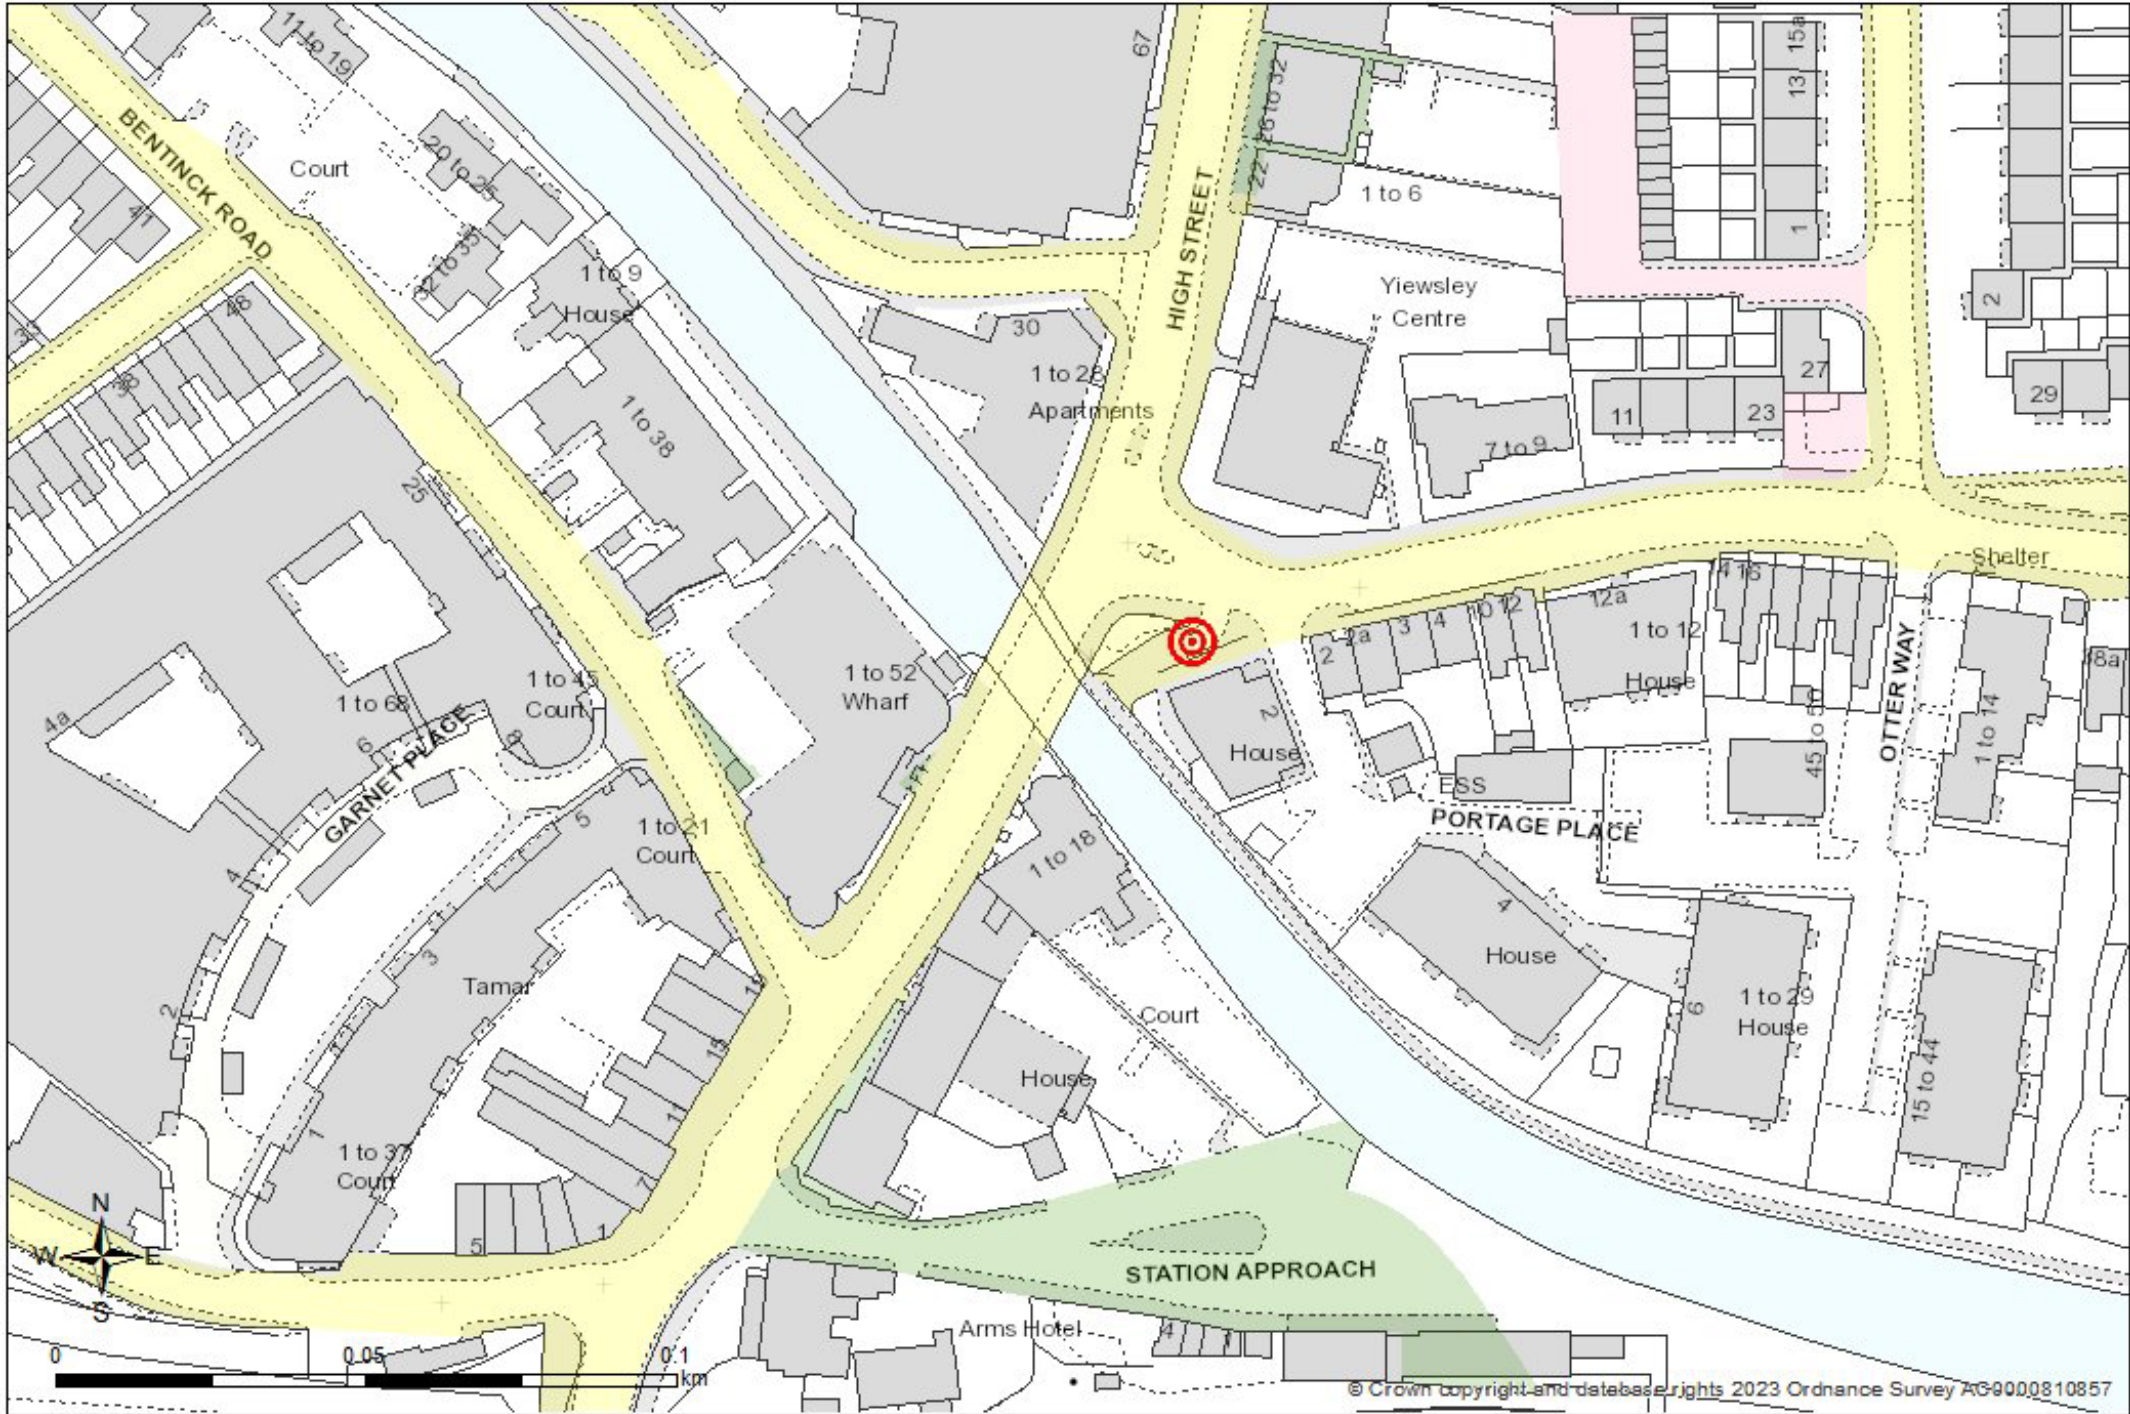 11 to 19
67
26 to 32
22
13 15a
BENTINCK ROAD
Court
20 to 25
HIGH STREET
1 to 6
41
1
32 to 35
1 to 9
House
Yiewsley
Centre
2
48
30
1 to 28
Apartments
27
29
11
23
1 to 38
7 to 9
25
Shelter
16
12a
10 12
4
3
2a
2
1 to 12
House
38a
1 to 45
Court
1 to 52
Wharf
1 to 68
4a
6
8
GARNET PLACE
2
House
OTTER WAY
1 to 14
45 to 50
ESS
PORTAGE PLACE
5
1 to 21
Court
1 to 18
4
4
House
3
Tamar
19
2
Court
6
1 to 29
House
15
House
15 to 44
11
1
1 to 37
Court
7
N
W E
S
5
1
STATION APPROACH
Arms Hotel
4
1
0 0.05 0.1
km
© Crown copyright and database rights 2023 Ordnance Survey AC0000810857